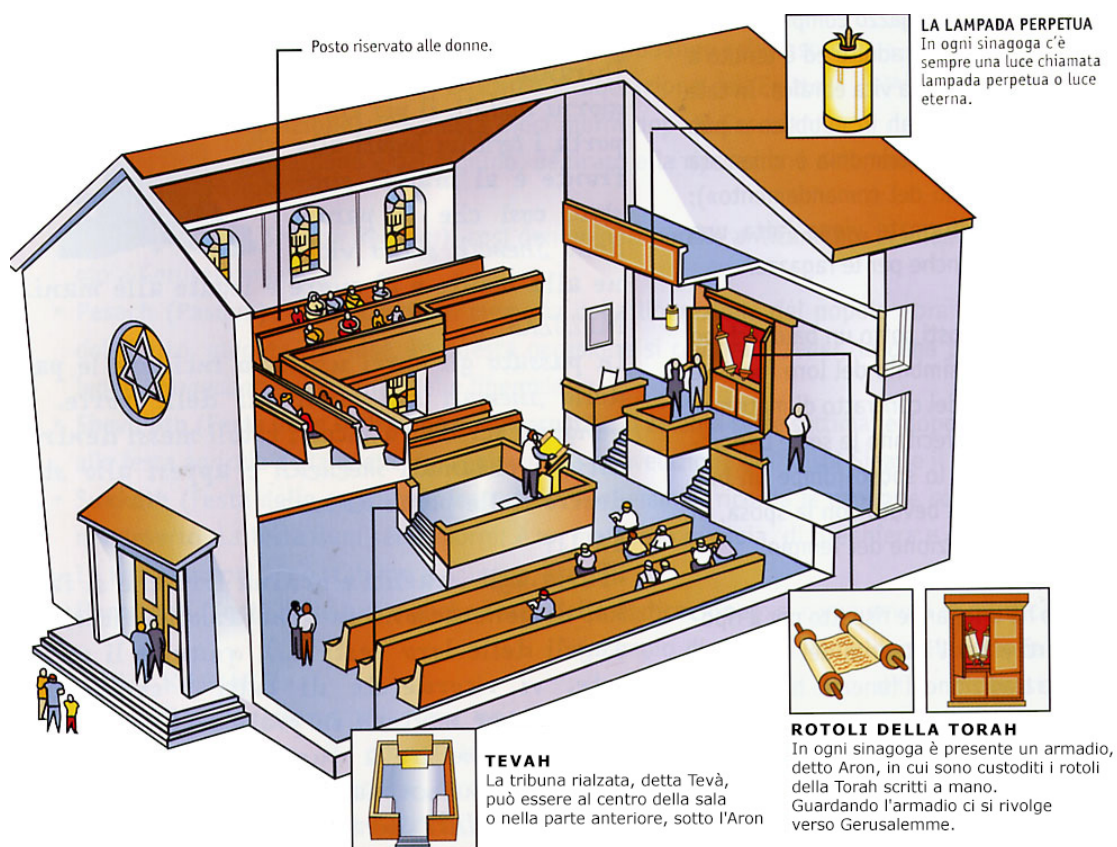 Posto riservato alle donne.
LA LAMPADA PERPETUA
In ogni sinagoga c'è
sempre una luce chiamata
lampada perpetua o luce
eterna.
TEVAH
La tribuna rialzata, detta Tevà,
può essere al centro della sala
o nella parte anteriore, sotto l'Aron
ROTOLI DELLA TORAH
In ogni sinagoga è presente un armadio,
detto Aron, in cui sono custoditi i rotoli
della Torah scritti a mano.
Guardando l'armadio ci si rivolge
verso Gerusalemme.